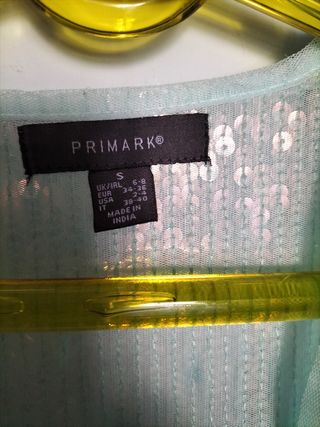 PRIMARK®
S
UK/IRL 6-8
EUR 34-36
USA 2-4
IT 38-40
MADE IN
INDIA